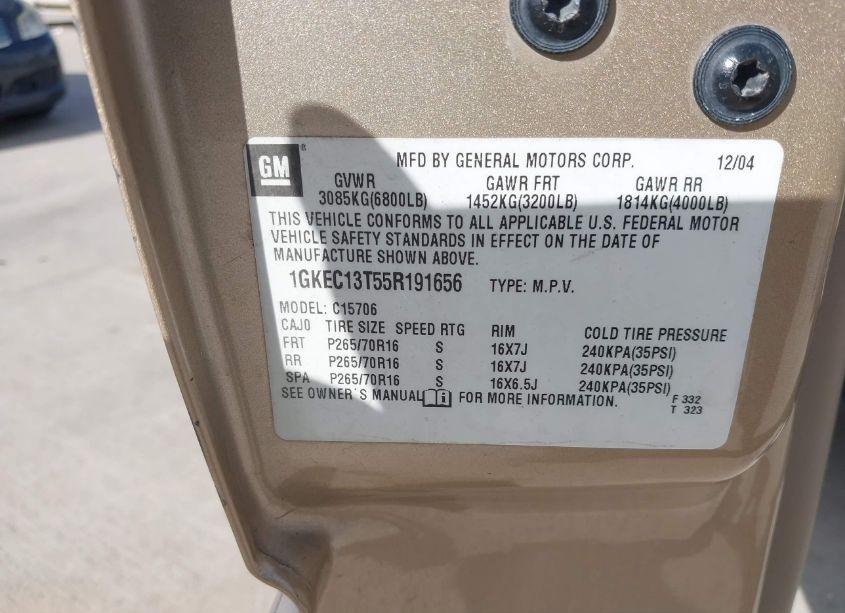 GM ® MFD BY GENERAL MOTORS CORP. 12/04
GVWR GAWR FRT GAWR RR
3085KG(6800LB) 1452KG(3200LB) 1814KG(4000LB)
THIS VEHICLE CONFORMS TO ALL APPLICABLE U.S. FEDERAL MOTOR
VEHICLE SAFETY STANDARDS IN EFFECT ON THE DATE OF
MANUFACTURE SHOWN ABOVE.
1GKEC13T55R191656 TYPE: M.P.V.
MODEL: C15706
CAJ0 TIRE SIZE SPEED RTG RIM COLD TIRE PRESSURE
FRT P265/70R16 S 16X7J 240KPA(35PSI)
RR P265/70R16 S 16X7J 240KPA(35PSI)
SPA P265/70R16 S 16X6.5J 240KPA(35PSI)
SEE OWNER'S MANUAL i FOR MORE INFORMATION. F 332
T 323